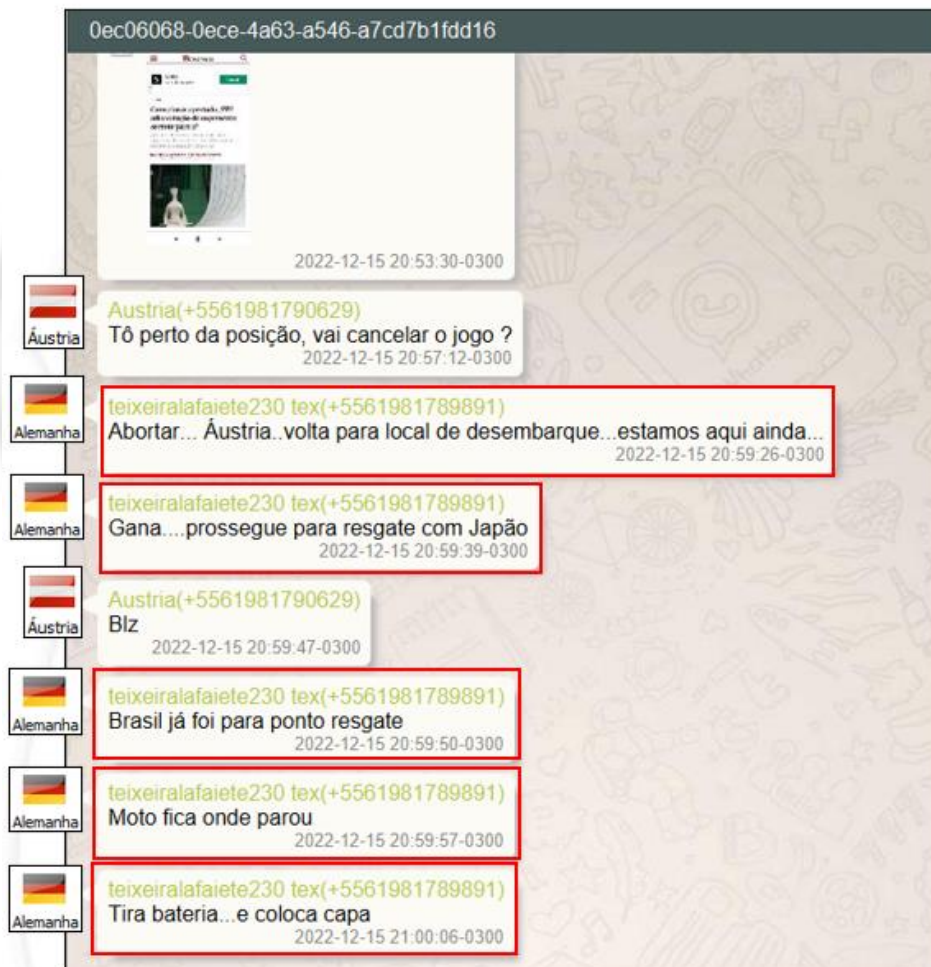 0ec06068-0ece-4a63-a546-a7cd7b1fdd16
2022-12-15 20:53:30-0300
Áustria
Austria(+5561981790629)
Tô perto da posição, vai cancelar o jogo ?
2022-12-15 20:57:12-0300
Alemanha
teixeiralafaiete230 tex(+5561981789891)
Abortar... Áustria..volta para local de desembarque...estamos aqui ainda...
2022-12-15 20:59:26-0300
Alemanha
teixeiralafaiete230 tex(+5561981789891)
Gana....prossegue para resgate com Japão
2022-12-15 20:59:39-0300
Áustria
Austria(+5561981790629)
Blz
2022-12-15 20:59:47-0300
Alemanha
teixeiralafaiete230 tex(+5561981789891)
Brasil já foi para ponto resgate
2022-12-15 20:59:50-0300
Alemanha
teixeiralafaiete230 tex(+5561981789891)
Moto fica onde parou
2022-12-15 20:59:57-0300
Alemanha
teixeiralafaiete230 tex(+5561981789891)
Tira bateria...e coloca capa
2022-12-15 21:00:06-0300